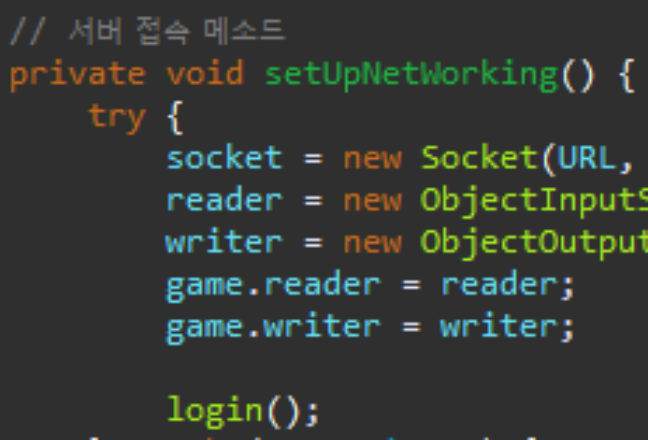 // 서버 접속 메소드
private void setUpNetWorking() {
try {
socket = new Socket(URL,
reader = new ObjectInputS
writer = new ObjectOutput
game.reader = reader;
game.writer = writer;
login();